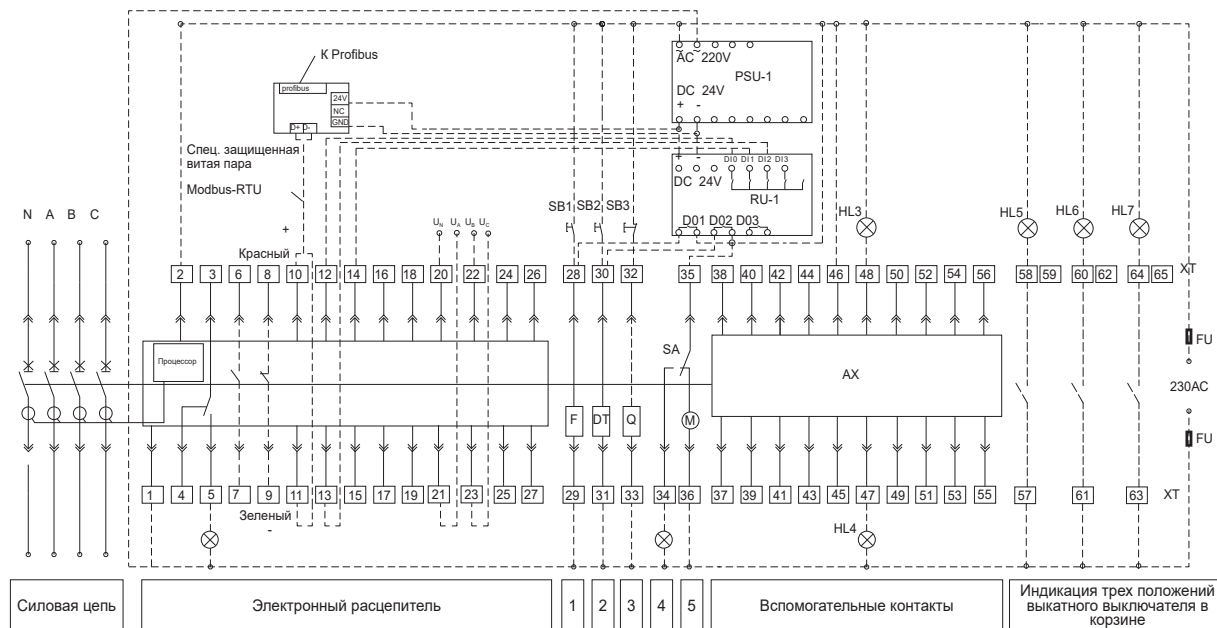 К Profibus
profibus
24V
NC
GND
D+ D-
Спец. защищенная
витая пара
Modbus-RTU
+
Красный
AC 220V
PSU-1
DC 24V
+ -
+ - DI0 DI1 DI2 DI3
DC 24V
RU-1
D01 D02 D03
SB1 SB2 SB3
HL3
HL5 HL6 HL7
N A B C
UN UA UB UC
2 3 6 8 10 12 14 16 18 20 22 24 26 28 30 32 35 38 40 42 44 46 48 50 52 54 56 58 59 60 62 64 65 XT
Процессор
SA
AX
FU
230AC
FU
F DT Q M
1 4 5 7 9 11 13 15 17 19 21 23 25 27 29 31 33 34 36 37 39 41 43 45 47 49 51 53 55 57 61 63 XT
Зеленый
-
HL4
Силовая цепь
Электронный расцепитель
1 2 3 4 5
Вспомогательные контакты
Индикация трех положений
выкатного выключателя в
корзине